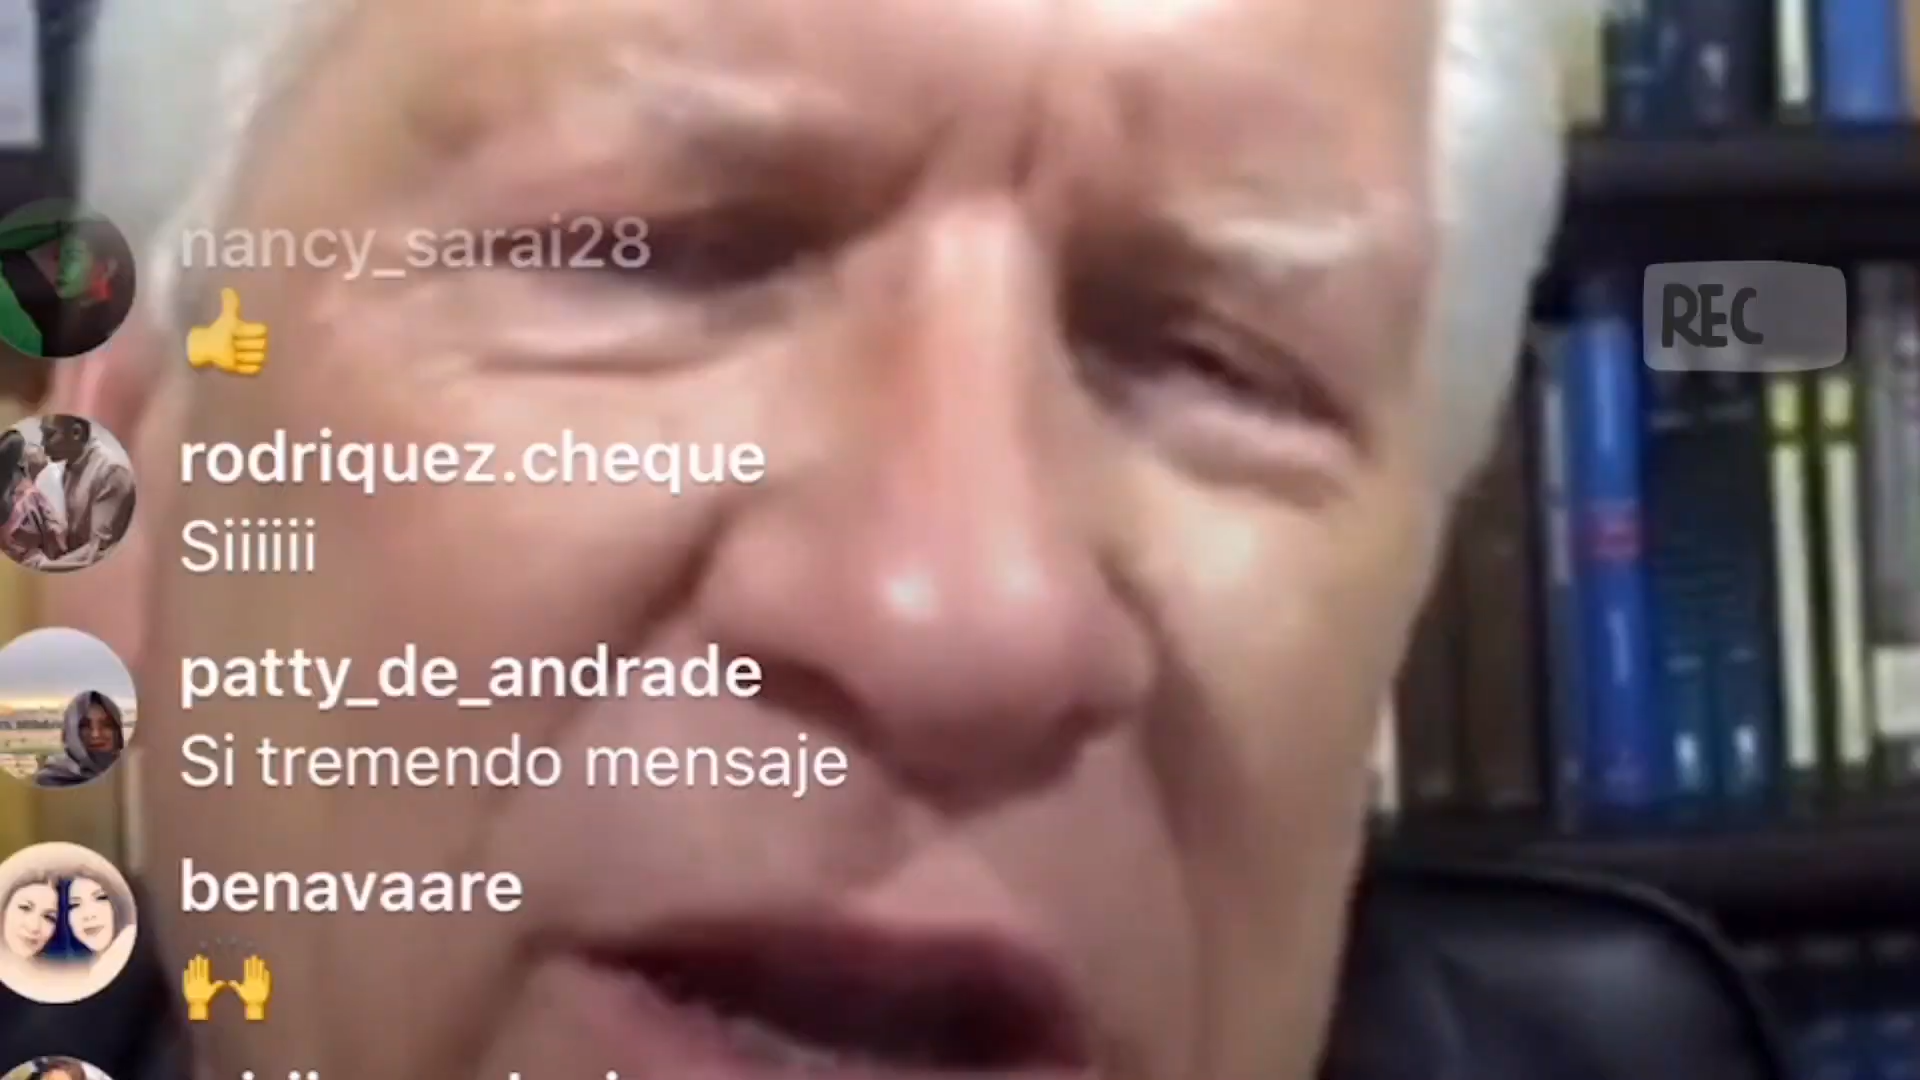 nancy_sarai28
👍
REC
rodriquez.cheque
Siiiiii
patty_de_andrade
Si tremendo mensaje
benavaare
🙌